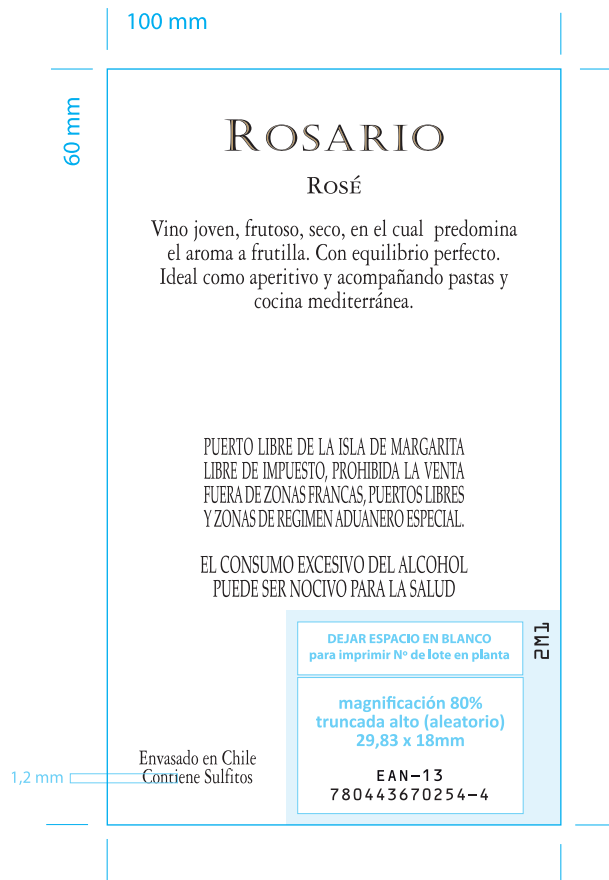 100 mm
60 mm
ROSARIO
ROSÉ
Vino joven, frutoso, seco, en el cual predomina
el aroma a frutilla. Con equilibrio perfecto.
Ideal como aperitivo y acompañando pastas y
cocina mediterránea.
PUERTO LIBRE DE LA ISLA DE MARGARITA
LIBRE DE IMPUESTO, PROHIBIDA LA VENTA
FUERA DE ZONAS FRANCAS, PUERTOS LIBRES
Y ZONAS DE REGIMEN ADUANERO ESPECIAL.
EL CONSUMO EXCESIVO DEL ALCOHOL
PUEDE SER NOCIVO PARA LA SALUD
DEJAR ESPACIO EN BLANCO
para imprimir Nº de lote en planta
2M1
magnificación 80%
truncada alto (aleatorio)
29,83 x 18mm
EAN-13
780443670254-4
Envasado en Chile
Contiene Sulfitos
1,2 mm